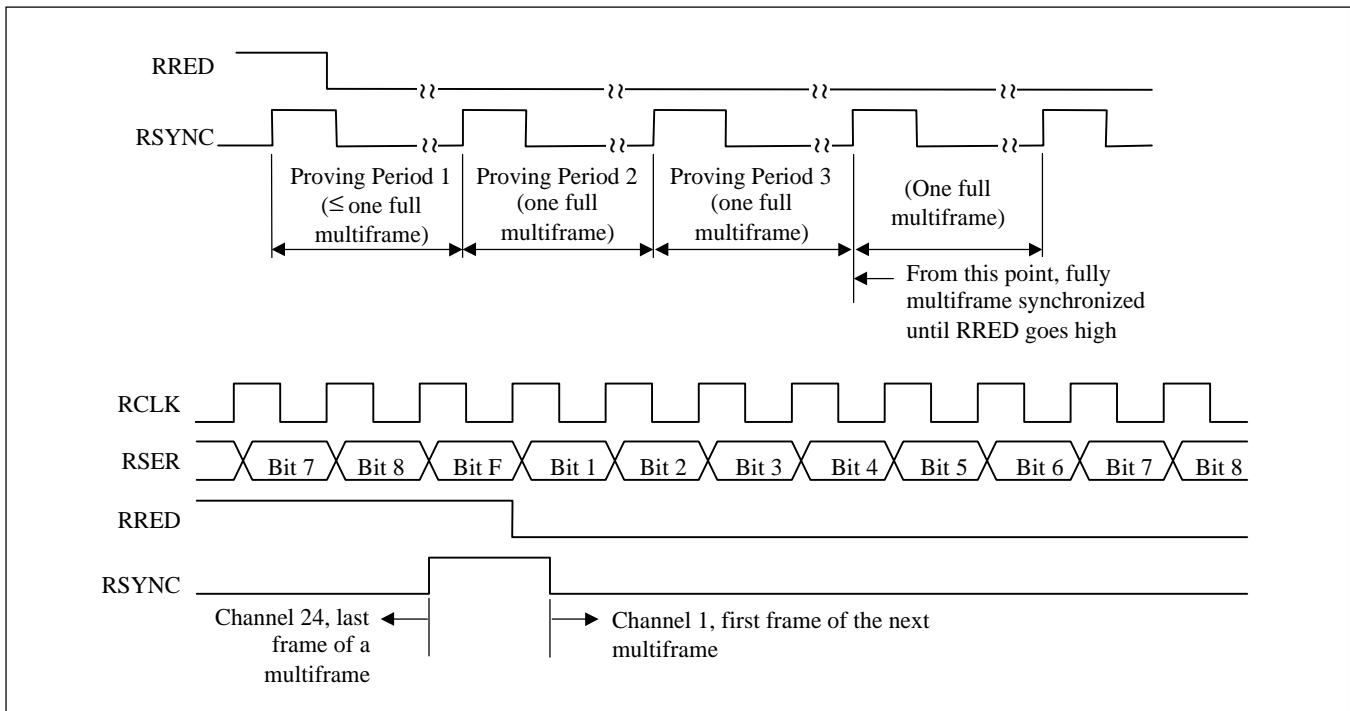 RRED
RSYNC
Proving Period 1
(≤ one full
multiframe)
Proving Period 2
(one full
multiframe)
Proving Period 3
(one full
multiframe)
(One full
multiframe)
From this point, fully
multiframe synchronized
until RRED goes high
RCLK
RSER
Bit 7 Bit 8 Bit F Bit 1 Bit 2 Bit 3 Bit 4 Bit 5 Bit 6 Bit 7 Bit 8
RRED
RSYNC
Channel 24, last
frame of a
multiframe
Channel 1, first frame of the next
multiframe